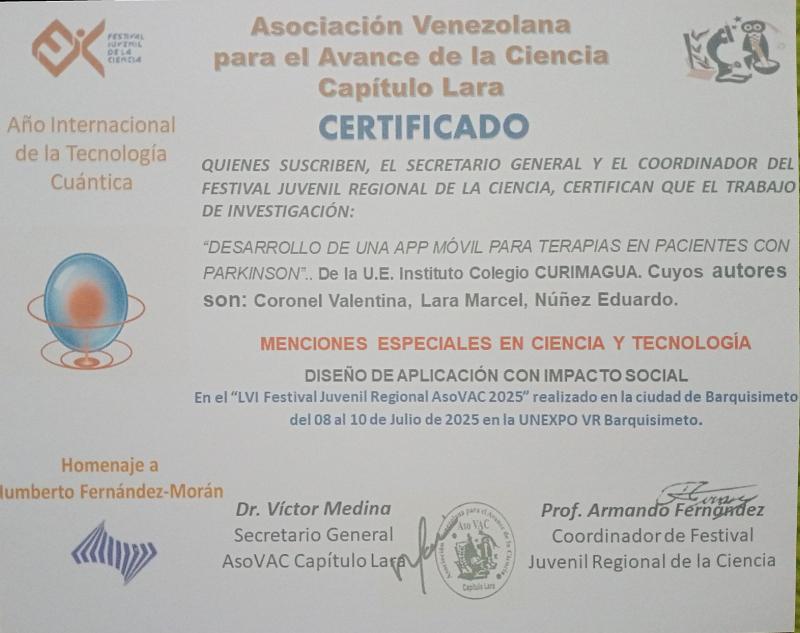 FESTIVAL
JUVENIL
DE LA
CIENCIA
Asociación Venezolana
para el Avance de la Ciencia
Capítulo Lara
CERTIFICADO
Año Internacional
de la Tecnología
Cuántica
QUIENES SUSCRIBEN, EL SECRETARIO GENERAL Y EL COORDINADOR DEL
FESTIVAL JUVENIL REGIONAL DE LA CIENCIA, CERTIFICAN QUE EL TRABAJO
DE INVESTIGACIÓN:
“DESARROLLO DE UNA APP MÓVIL PARA TERAPIAS EN PACIENTES CON
PARKINSON”.. De la U.E. Instituto Colegio CURIMAGUA. Cuyos autores
son: Coronel Valentina, Lara Marcel, Núñez Eduardo.
MENCIONES ESPECIALES EN CIENCIA Y TECNOLOGÍA
DISEÑO DE APLICACIÓN CON IMPACTO SOCIAL
En el “LVI Festival Juvenil Regional AsoVAC 2025” realizado en la ciudad de Barquisimeto
del 08 al 10 de Julio de 2025 en la UNEXPO VR Barquisimeto.
Homenaje a
Humberto Fernández-Morán
Dr. Víctor Medina
Secretario General
AsoVAC Capítulo Lara
Asociación Venezolana para el Avance de la Ciencia
Aso VAC
Capítulo Lara
Prof. Armando Fernández
Coordinador de Festival
Juvenil Regional de la Ciencia